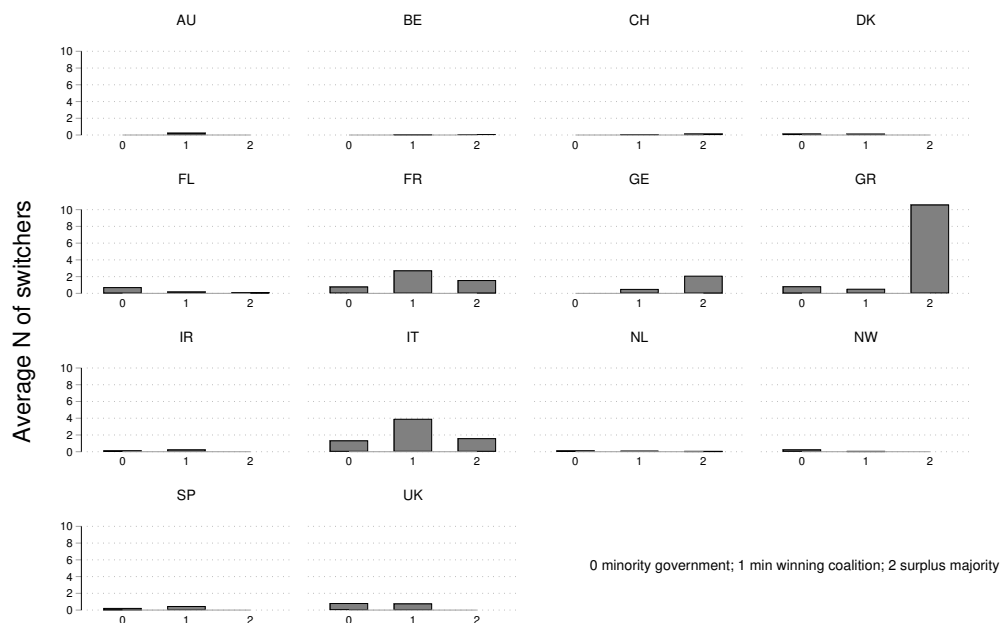 AU BE CH DK
10
8
6
4
2
0
0 1 2 0 1 2 0 1 2 0 1 2
FL FR GE GR
10
8
6
4
2
0
0 1 2 0 1 2 0 1 2 0 1 2
Average N of switchers
IR IT NL NW
10
8
6
4
2
0
0 1 2 0 1 2 0 1 2 0 1 2
SP UK
10
8
6
4
2
0
0 1 2 0 1 2
0 minority government; 1 min winning coalition; 2 surplus majority